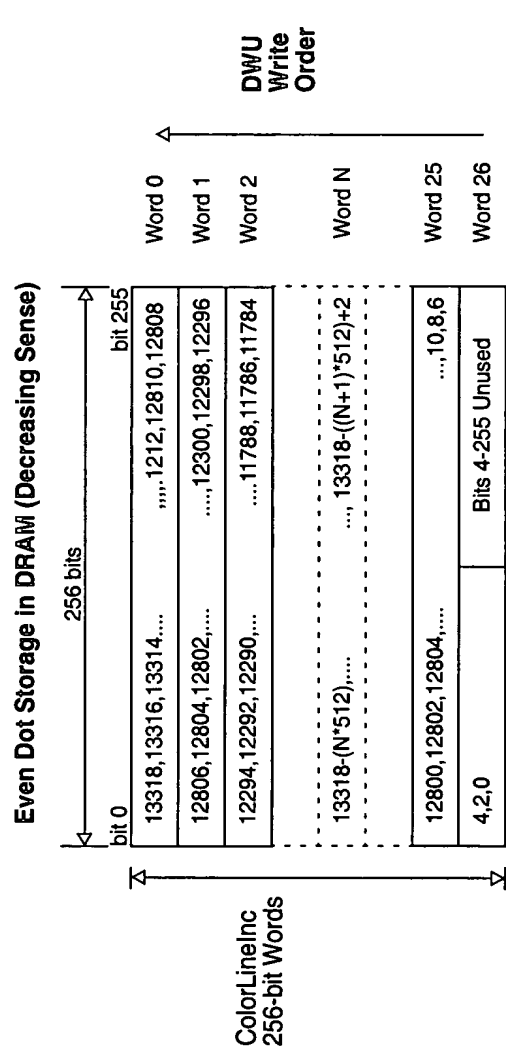 Even Dot Storage in DRAM (Decreasing Sense)
256 bits
bit 0
bit 255
13318,13316,13314....
,,,,.1212,12810,12808
Word 0
12806,12804,12802,....
.....,12300,12298,12296
Word 1
12294,12292,12290,...
....11788,11786,11784
Word 2
13318-(N*512),....
..., 13318-((N+1)*512)+2
Word N
12800,12802,12804,....
...,10,8,6
Word 25
4,2,0
Bits 4-255 Unused
Word 26
ColorLineInc
256-bit Words
DWU
Write
Order